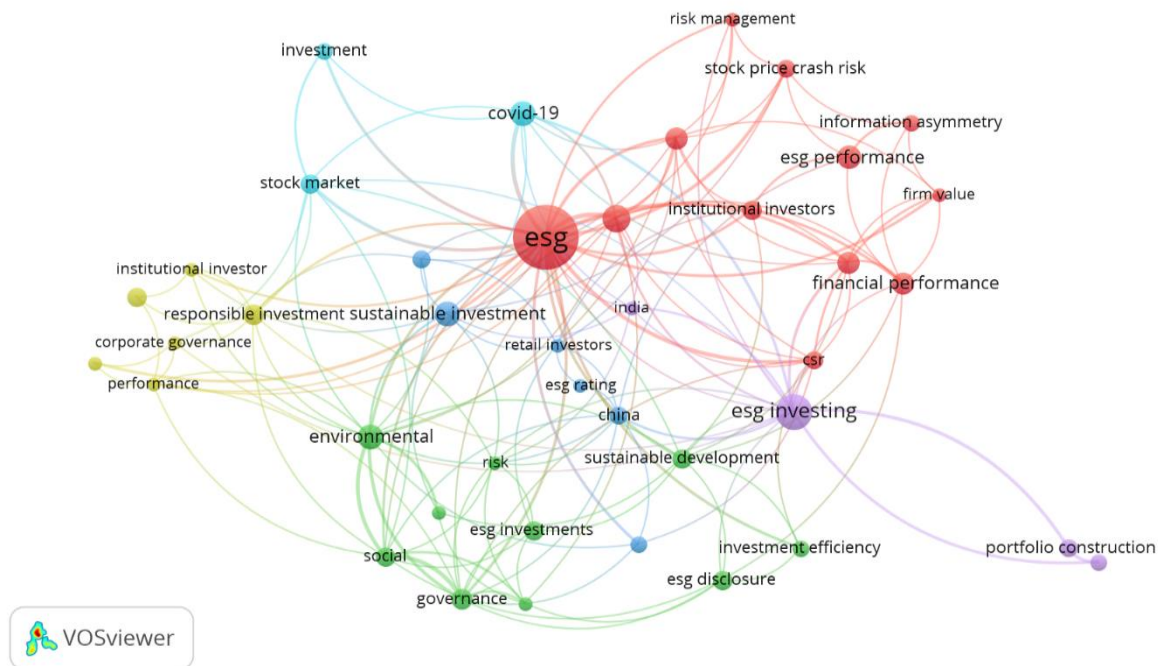 risk management
investment
stock price crash risk
covid-19
information asymmetry
esg performance
stock market
firm value
institutional investors
esg
institutional investor
financial performance
responsible investment
sustainable investment
india
corporate governance
retail investors
csr
performance
esg rating
esg investing
china
environmental
sustainable development
risk
esg investments
portfolio construction
investment efficiency
social
esg disclosure
governance
VOSviewer